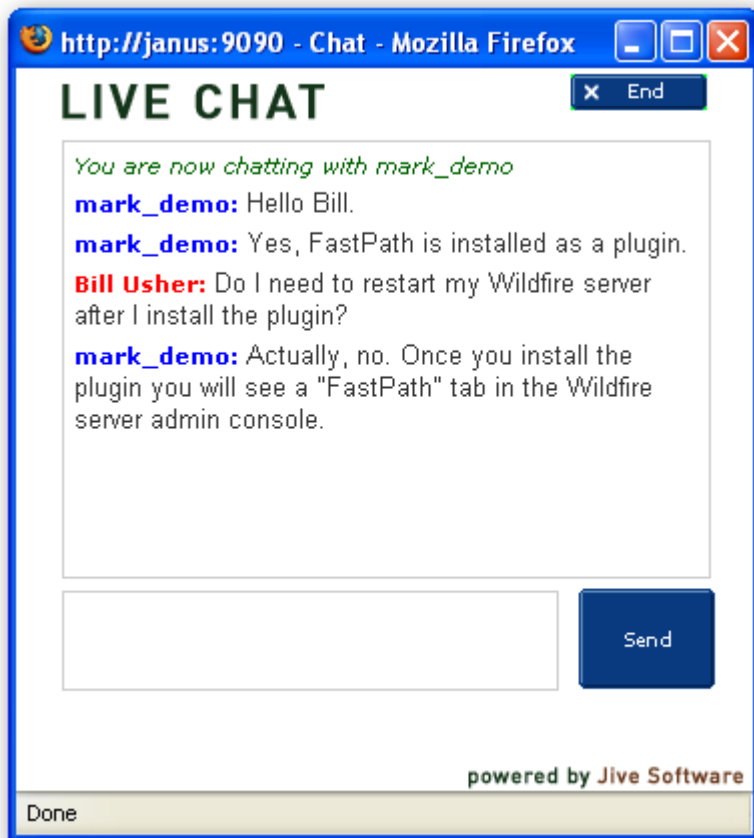 http://janus:9090 - Chat - Mozilla Firefox
LIVE CHAT
x End
You are now chatting with mark_demo
mark_demo: Hello Bill.
mark_demo: Yes, FastPath is installed as a plugin.
Bill Usher: Do I need to restart my Wildfire server
after I install the plugin?
mark_demo: Actually, no. Once you install the
plugin you will see a "FastPath" tab in the Wildfire
server admin console.
Send
powered by Jive Software
Done